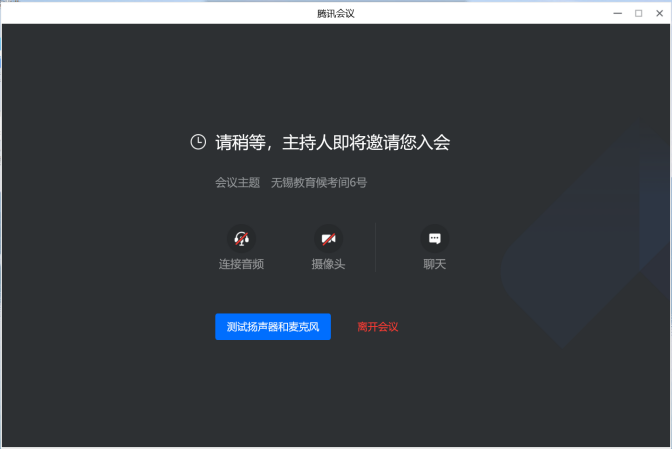 腾讯会议
请稍等，主持人即将邀请您入会
会议主题 无锡教育候考间6号
连接音频 摄像头 聊天
测试扬声器和麦克风 离开会议